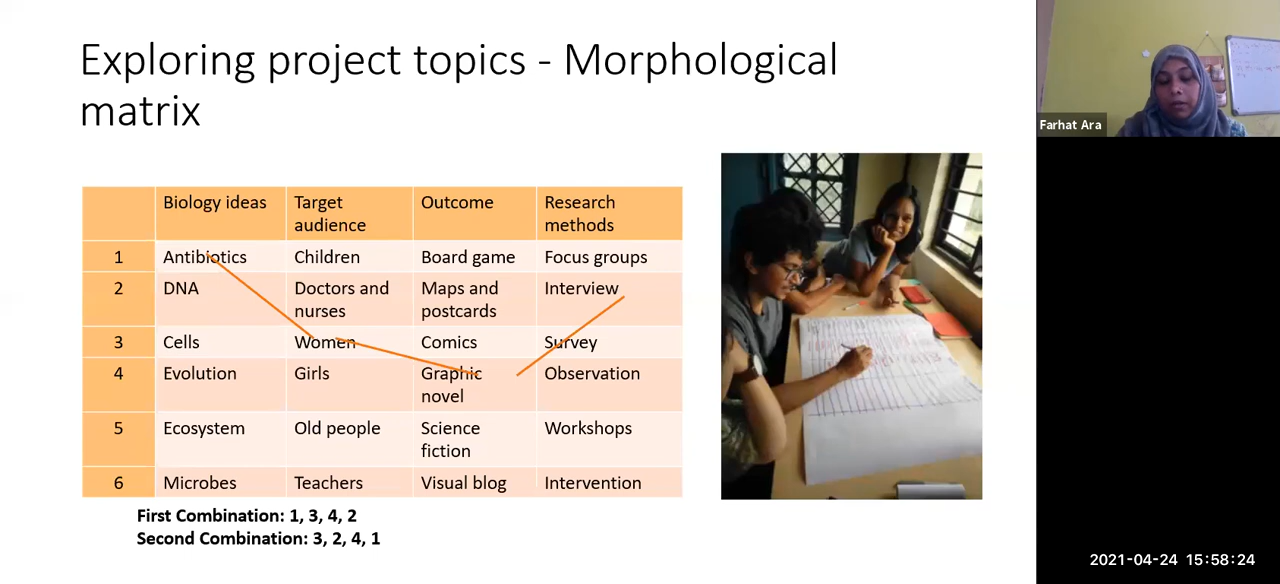 Exploring project topics - Morphological
matrix
Farhat Ara
Biology ideas Target audience Outcome Research methods
1 Antibiotics Children Board game Focus groups
2 DNA Doctors and nurses Maps and postcards Interview
3 Cells Women Comics Survey
4 Evolution Girls Graphic novel Observation
5 Ecosystem Old people Science fiction Workshops
6 Microbes Teachers Visual blog Intervention
First Combination: 1, 3, 4, 2
Second Combination: 3, 2, 4, 1
2021-04-24 15:58:24